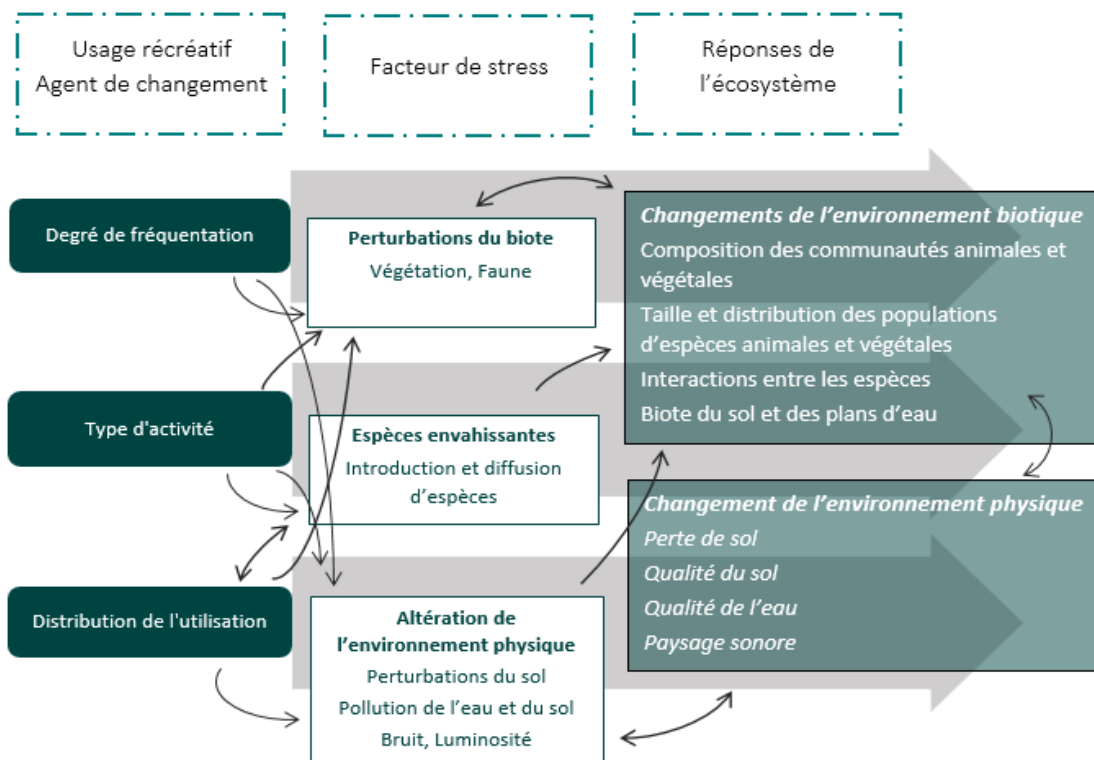 Usage récréatif
Agent de changement
Facteur de stress
Réponses de
l’écosystème
Degré de fréquentation
Type d'activité
Distribution de l'utilisation
Perturbations du biote
Végétation, Faune
Espèces envahissantes
Introduction et diffusion
d’espèces
Altération de
l’environnement physique
Perturbations du sol
Pollution de l’eau et du sol
Bruit, Luminosité
Changements de l’environnement biotique
Composition des communautés animales et
végétales
Taille et distribution des populations
d’espèces animales et végétales
Interactions entre les espèces
Biote du sol et des plans d’eau
Changement de l’environnement physique
Perte de sol
Qualité du sol
Qualité de l’eau
Paysage sonore